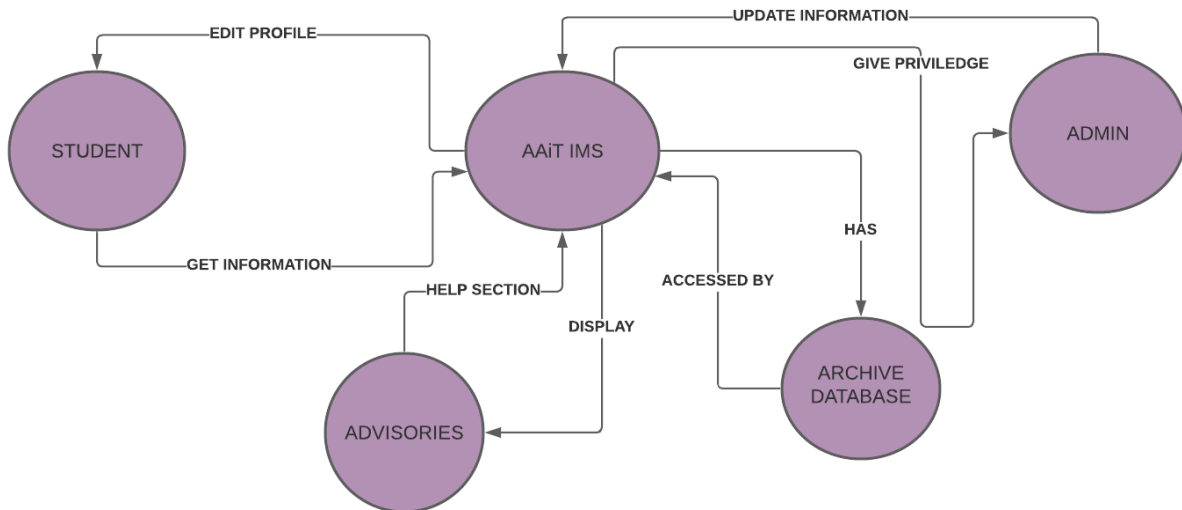 UPDATE INFORMATION
EDIT PROFILE
GIVE PRIVILEDGE
STUDENT
AAiT IMS
ADMIN
HAS
GET INFORMATION
ACCESSED BY
HELP SECTION
DISPLAY
ARCHIVE
DATABASE
ADVISORIES